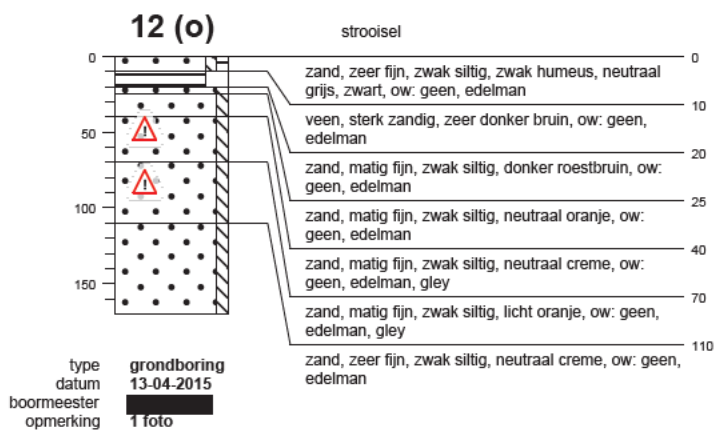 12 (o)
strooisel
0
0
zand, zeer fijn, zwak siltig, zwak humeus, neutraal
grijs, zwart, ow: geen, edelman
10
veen, sterk zandig, zeer donker bruin, ow: geen,
edelman
20
zand, matig fijn, zwak siltig, donker roestbruin, ow:
geen, edelman
25
zand, matig fijn, zwak siltig, neutraal oranje, ow:
geen, edelman
40
zand, matig fijn, zwak siltig, neutraal creme, ow:
geen, edelman, gley
70
zand, matig fijn, zwak siltig, licht oranje, ow: geen,
edelman, gley
110
zand, zeer fijn, zwak siltig, neutraal creme, ow: geen,
edelman
50
!
!
100
150
type grondboring
datum 13-04-2015
boormeester
opmerking 1 foto